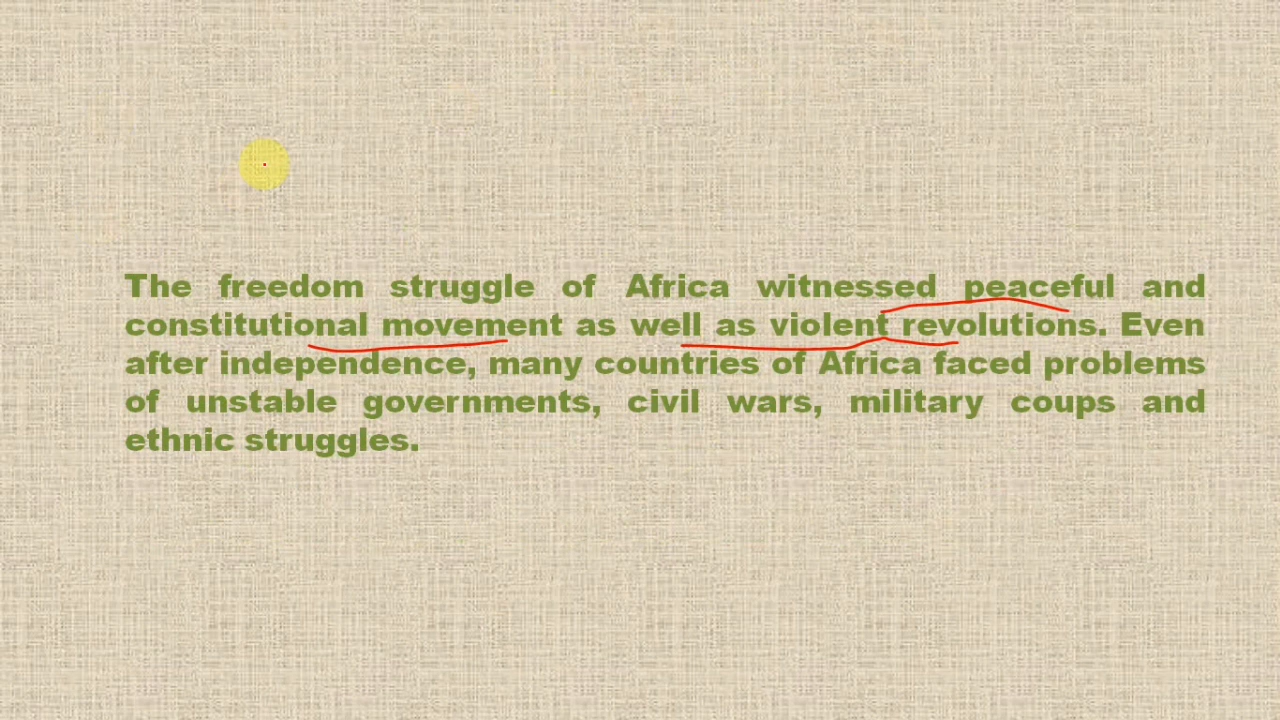 The freedom struggle of Africa witnessed peaceful and
constitutional movement as well as violent revolutions. Even
after independence, many countries of Africa faced problems
of unstable governments, civil wars, military coups and
ethnic struggles.